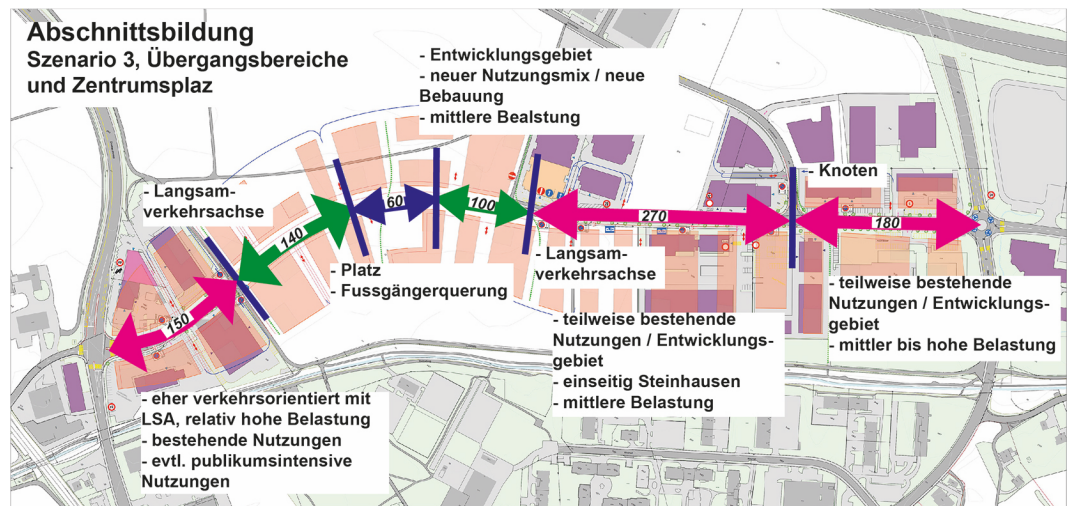 Abschnittsbildung
Szenario 3, Übergangsbereiche
und Zentrumsplaz
- Entwicklungsgebiet
- neuer Nutzungsmix / neue
Bebauung
- mittlere Bealstung
- Langsam-
verkehrsachse
- Knoten
140
60
100
270
180
150
- Platz
- Fussgängerquerung
- Langsam-
verkehrsachse
- teilweise bestehende
Nutzungen / Entwicklungs-
gebiet
- mittler bis hohe Belastung
- teilweise bestehende
Nutzungen / Entwicklungs-
gebiet
- einseitig Steinhausen
- mittlere Belastung
- eher verkehrsorientiert mit
LSA, relativ hohe Belastung
- bestehende Nutzungen
- evtl. publikumsintensive
Nutzungen